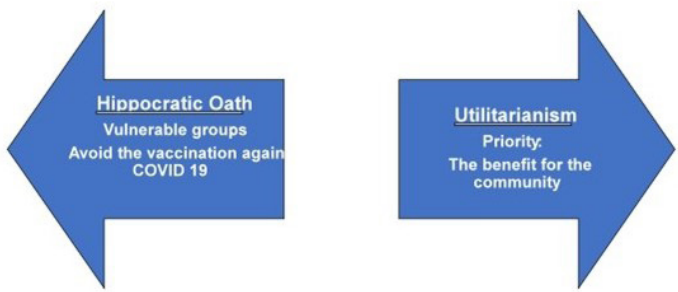 Hippocratic Oath
Vulnerable groups
Avoid the vaccination again
COVID 19
Utilitarianism
Priority:
The benefit for the
community